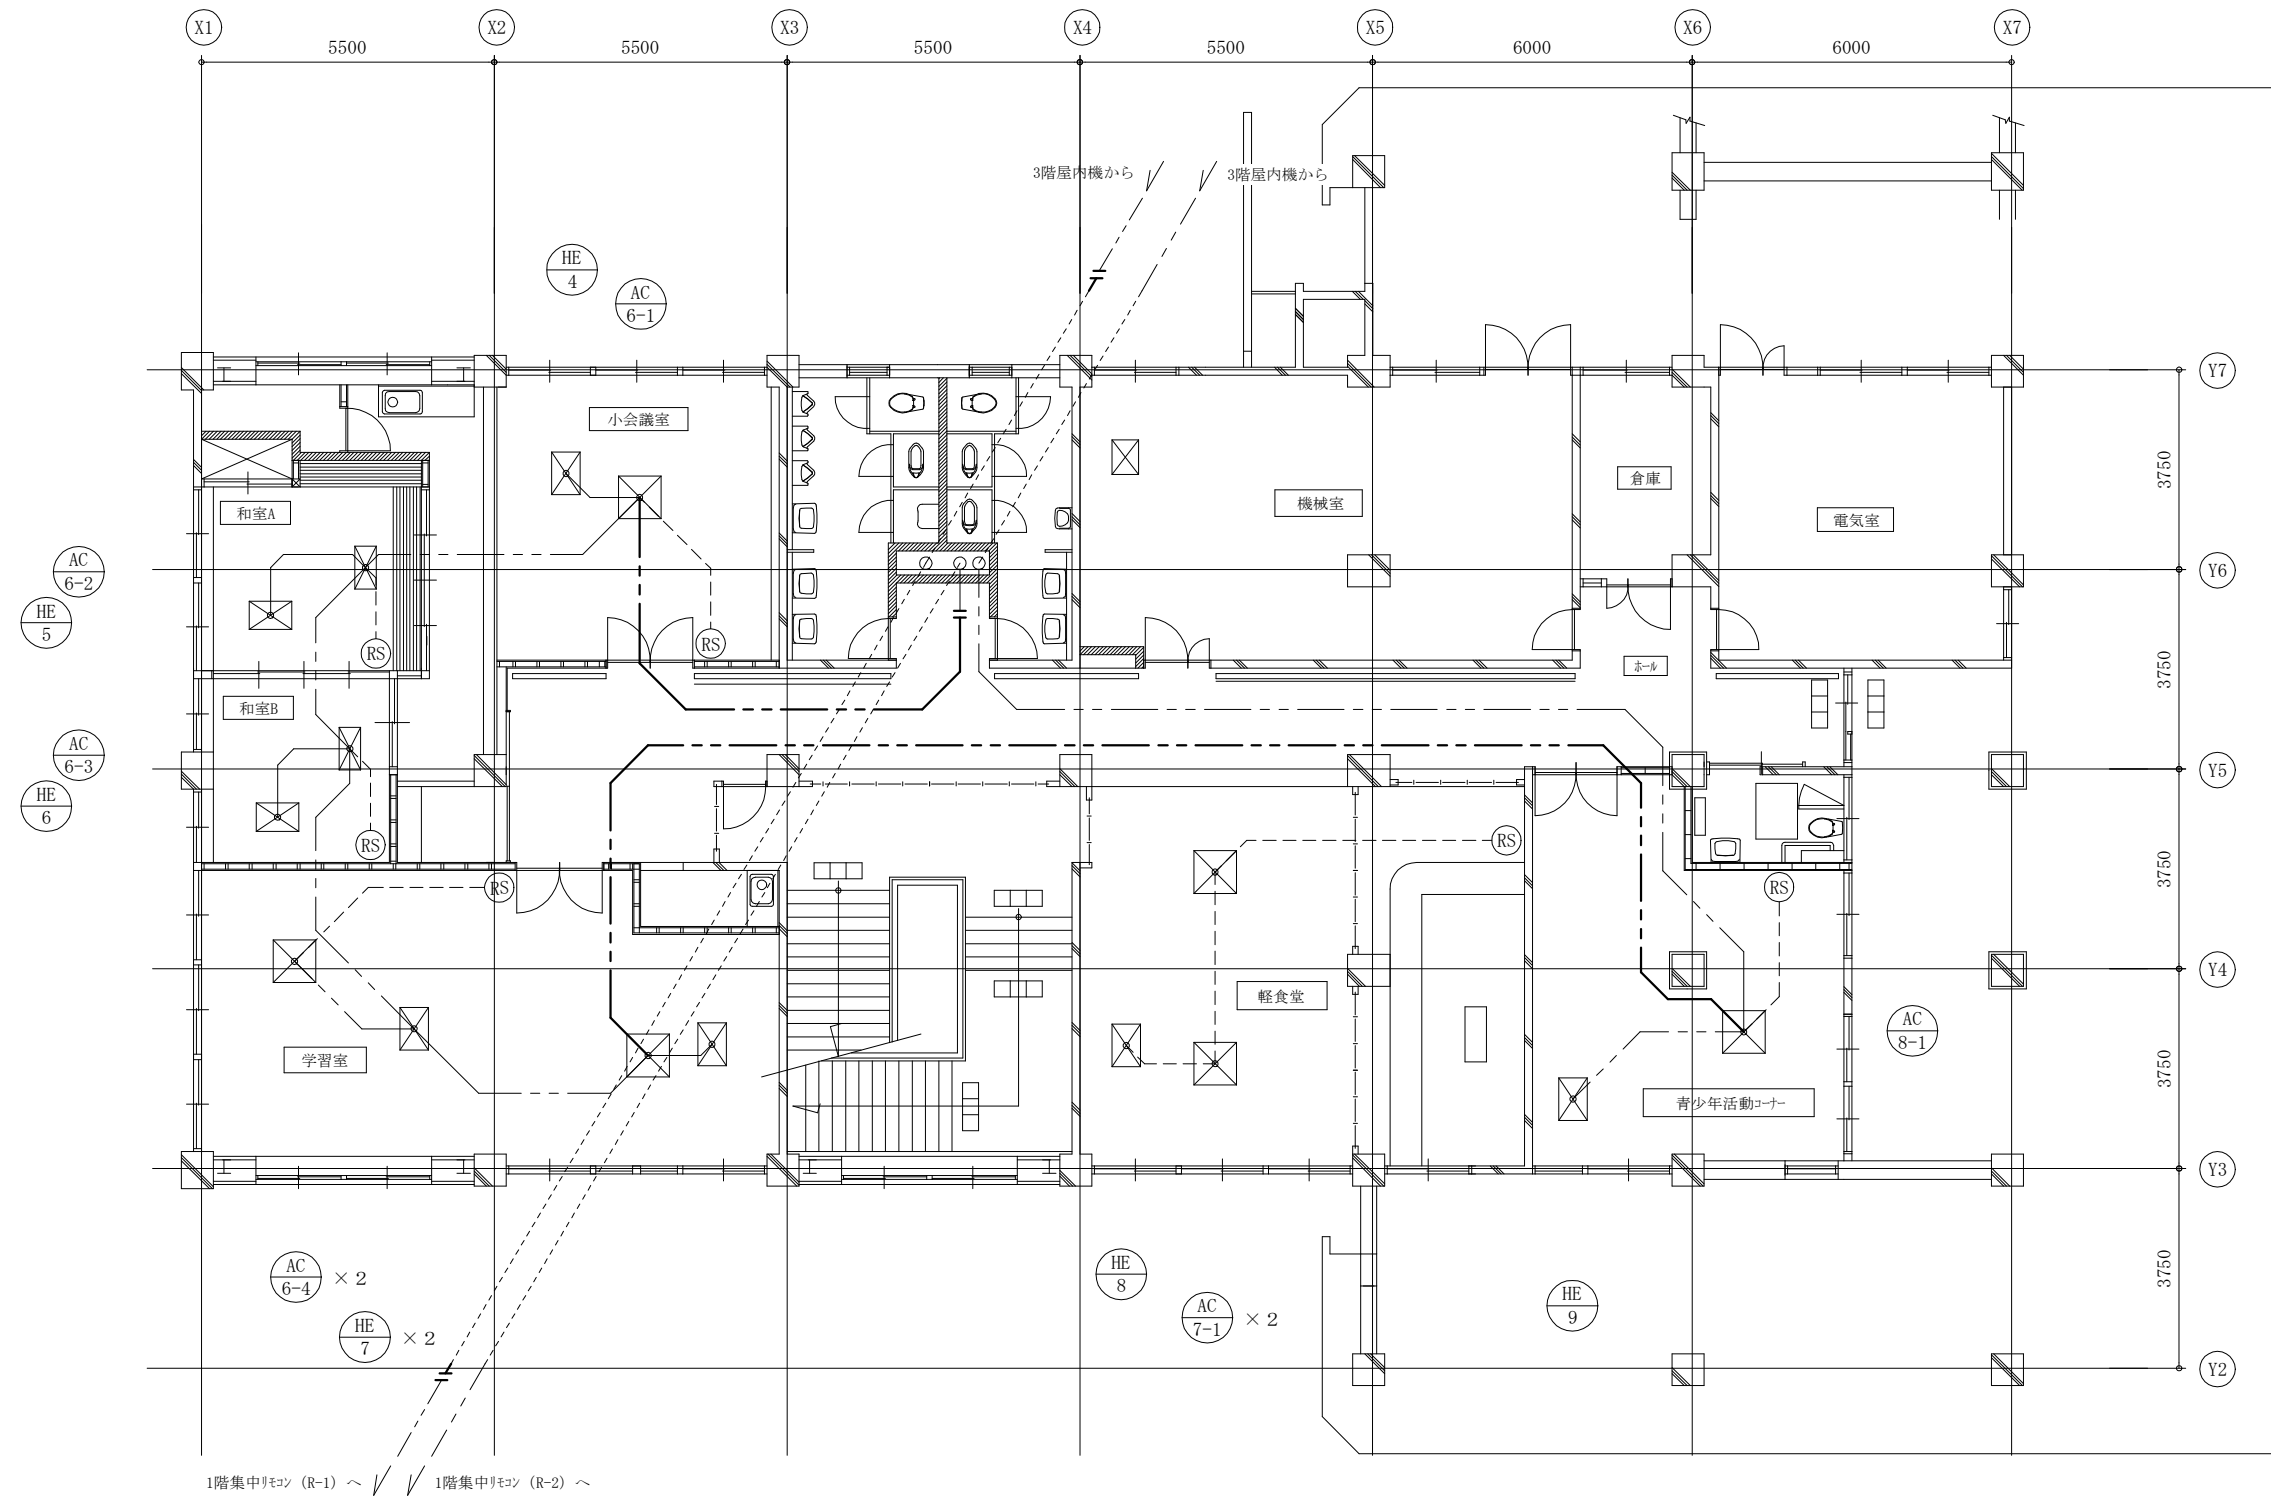 X1
X2
X3
X4
X5
X6
X7
5500
5500
5500
5500
6000
6000
3階屋内機から
3階屋内機から
HE
4
AC
6-1
Y7
小会議室
3750
倉庫
機械室
和室A
電気室
AC
6-2
Y6
HE
5
RS
RS
ホール
3750
和室B
AC
6-3
Y5
HE
6
RS
RS
3750
RS
RS
Y4
軽食堂
AC
8-1
学習室
3750
青少年活動コーナー
Y3
AC
6-4
×2
HE
8
3750
HE
9
AC
7-1
×2
HE
7
×2
Y2
1階集中リモコン（R-1）へ
1階集中リモコン（R-2）へ